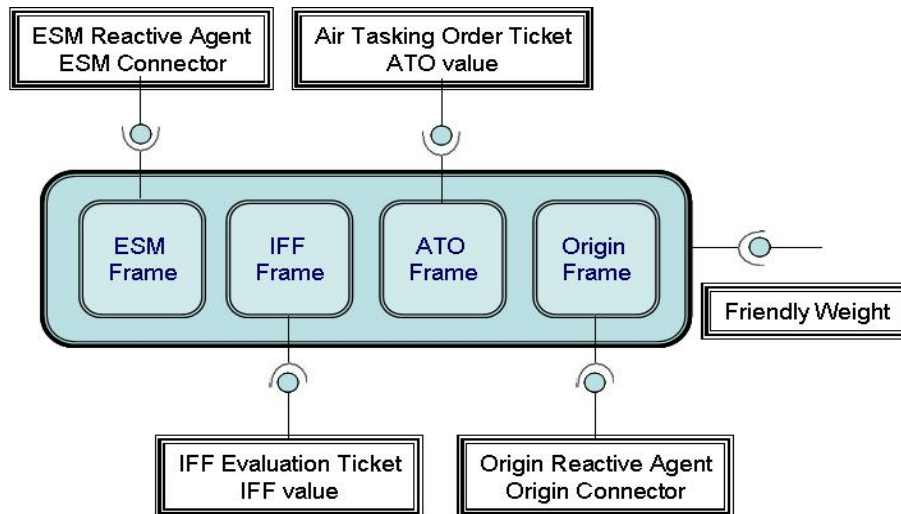 ESM Reactive Agent
ESM Connector
Air Tasking Order Ticket
ATO value
ESM
Frame
IFF
Frame
ATO
Frame
Origin
Frame
Friendly Weight
IFF Evaluation Ticket
IFF value
Origin Reactive Agent
Origin Connector